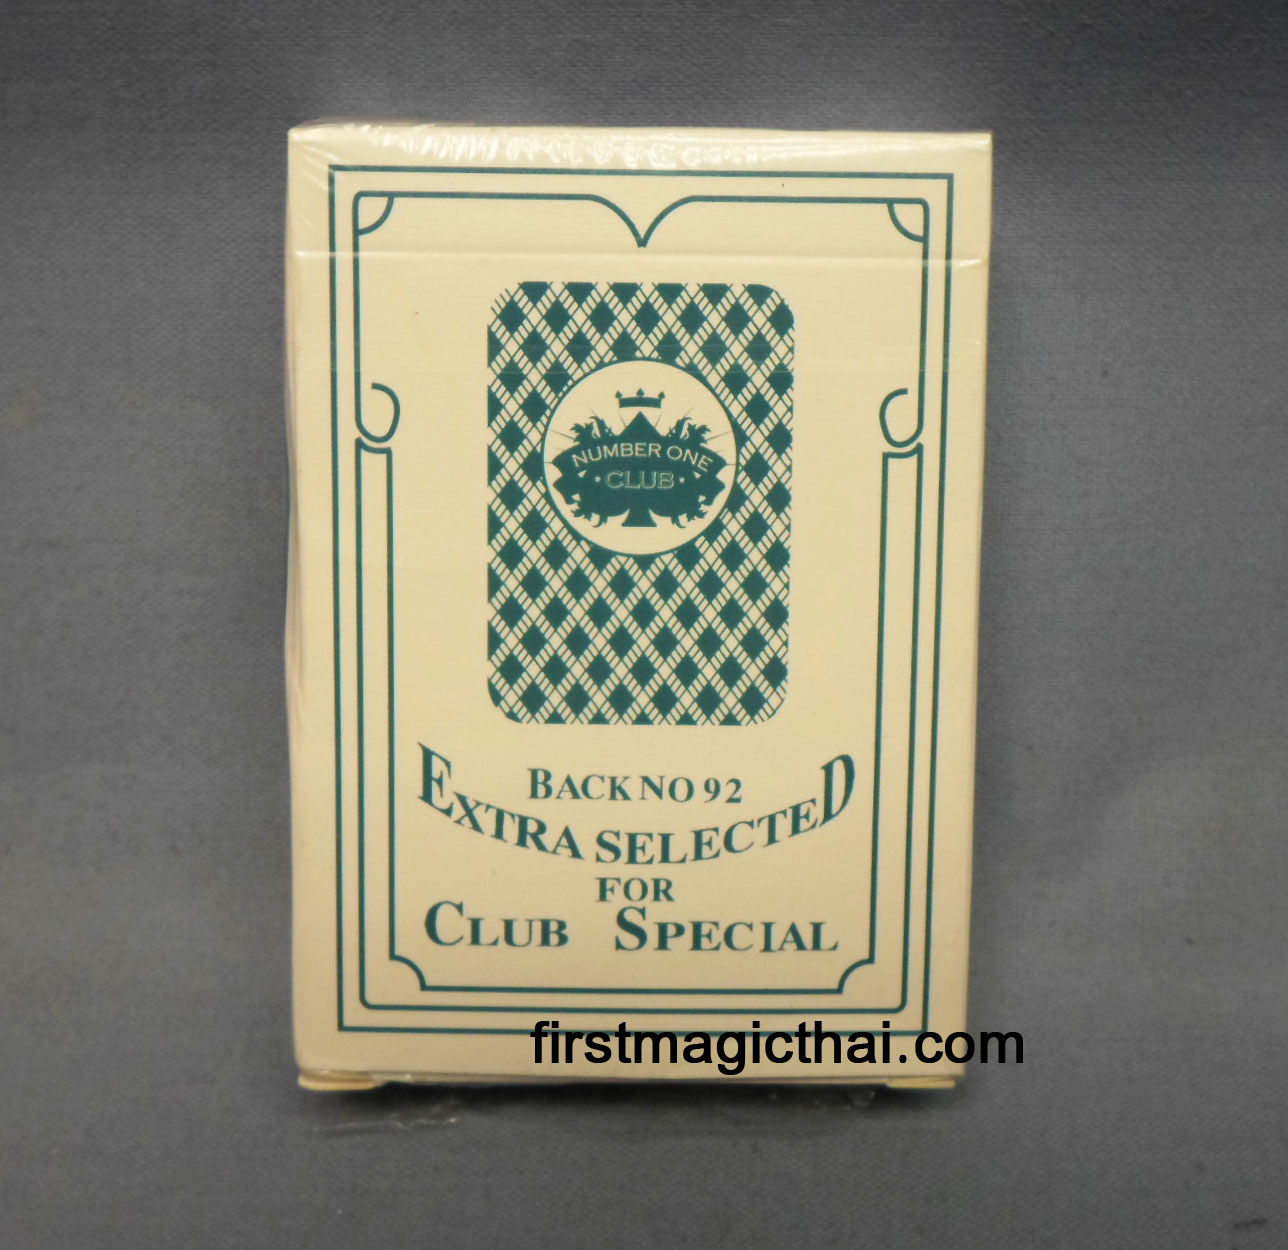 NUMBER ONE
· CLUB ·
BACK NO 92
EXTRA SELECTED
FOR
CLUB SPECIAL
firstmagicthai.com